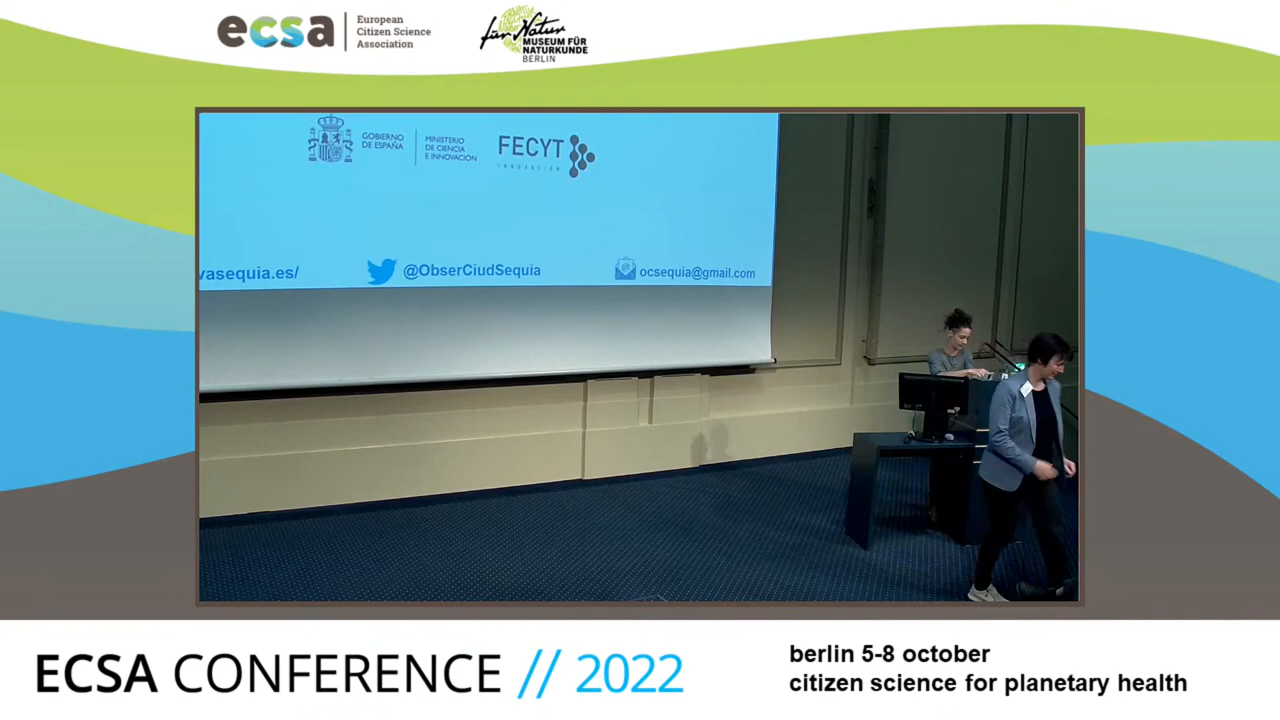 ecsa
European
Citizen Science
Association
für Natur
MUSEUM FÜR
NATURKUNDE
BERLIN
GOBIERNO
DE ESPAÑA
MINISTERIO
DE CIENCIA
E INNOVACIÓN
FECYT
INNOVACIÓN
vasequia.es/
@ObserCiudSequia
ocsequia@gmail.com
ECSA CONFERENCE // 2022
berlin 5-8 october
citizen science for planetary health